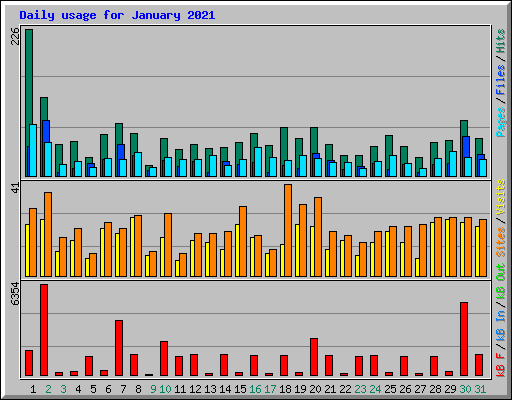 Daily usage for January 2021
226
Pages / Files / Hits
41
Sites / Visits
6354
kB F / kB In / kB Out
1 2 3 4 5 6 7 8 9 10 11 12 13 14 15 16 17 18 19 20 21 22 23 24 25 26 27 28 29 30 31